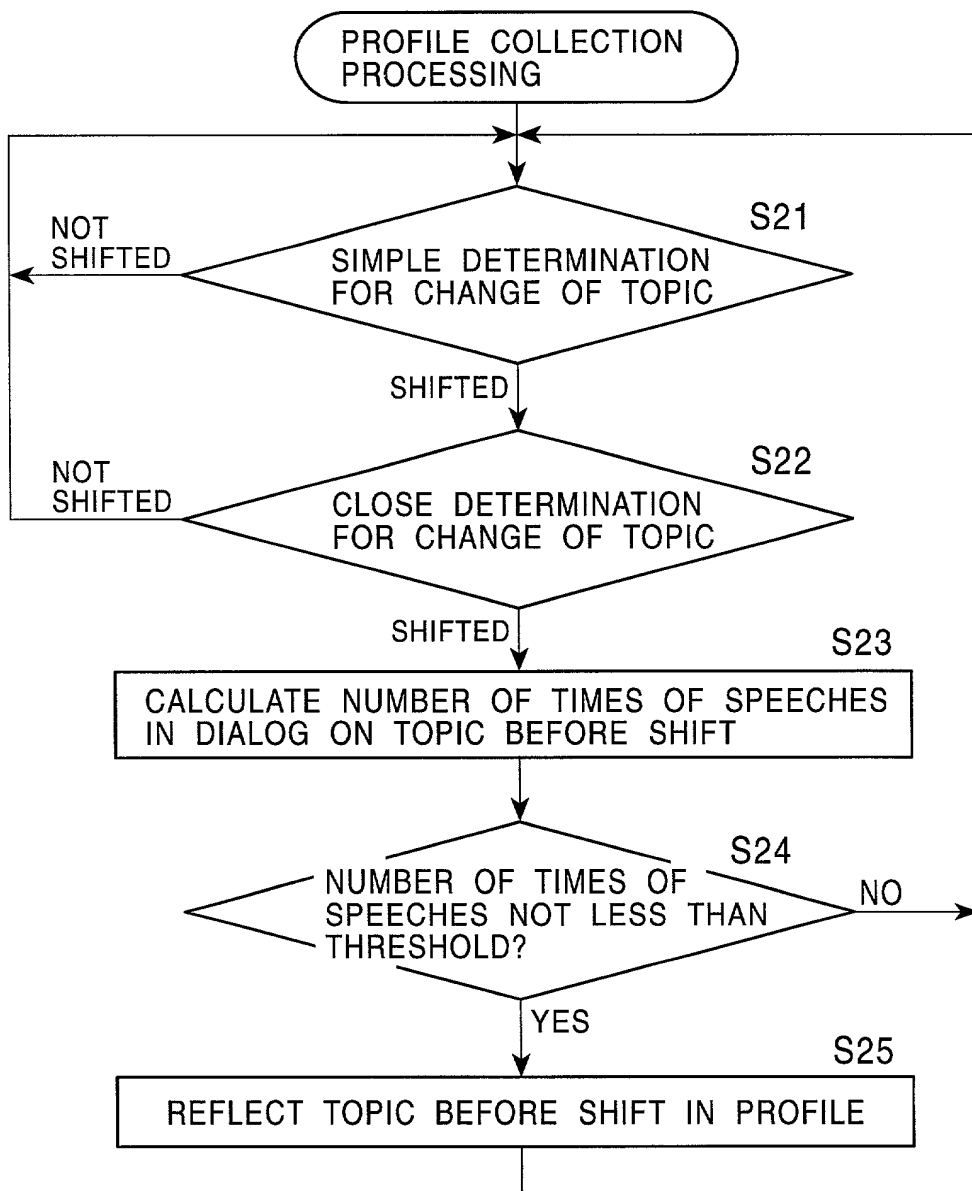 PROFILE COLLECTION
PROCESSING
S21
NOT
SHIFTED
SIMPLE DETERMINATION
FOR CHANGE OF TOPIC
SHIFTED
S22
NOT
SHIFTED
CLOSE DETERMINATION
FOR CHANGE OF TOPIC
SHIFTED
S23
CALCULATE NUMBER OF TIMES OF SPEECHES
IN DIALOG ON TOPIC BEFORE SHIFT
S24
NUMBER OF TIMES OF
SPEECHES NOT LESS THAN
THRESHOLD?
NO
YES
S25
REFLECT TOPIC BEFORE SHIFT IN PROFILE